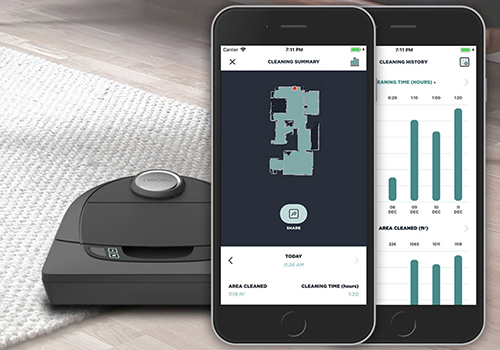 neato
Carrier 7:11 PM
CLEANING SUMMARY
SHARE
TODAY
11:26 AM
AREA CLEANED CLEANING TIME (hours)
1119 ft² 1:20
7:11 PM
CLEANING HISTORY
EANING TIME (HOURS)
0:20 1:10 1:00 1:20
08 09 10 11
DEC DEC DEC DEC
AREA CLEANED (ft²)
226 1065 1011 1119